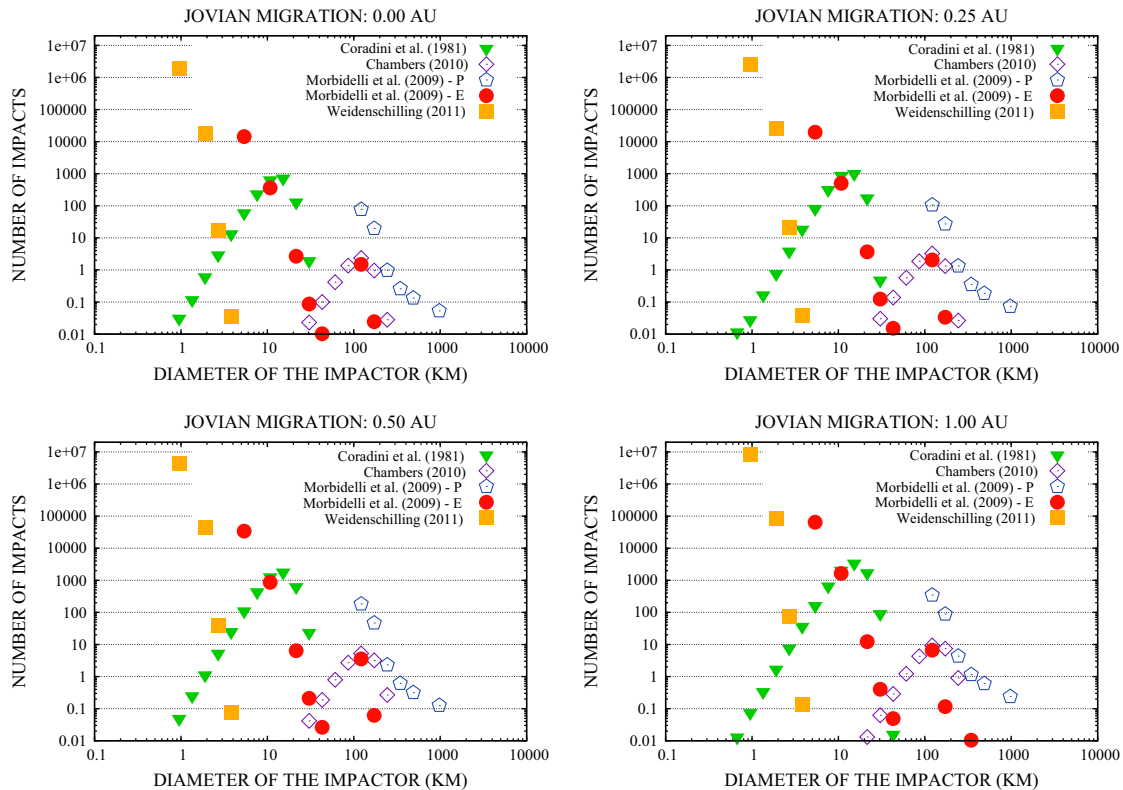 JOVIAN MIGRATION: 0.00 AU
NUMBER OF IMPACTS
1e+07
1e+06
100000
10000
1000
100
10
1
0.1
0.01
Coradini et al. (1981)
Chambers (2010)
Morbidelli et al. (2009) - P
Morbidelli et al. (2009) - E
Weidenschilling (2011)
0.1 1 10 100 1000 10000
DIAMETER OF THE IMPACTOR (KM)
JOVIAN MIGRATION: 0.25 AU
NUMBER OF IMPACTS
1e+07
1e+06
100000
10000
1000
100
10
1
0.1
0.01
Coradini et al. (1981)
Chambers (2010)
Morbidelli et al. (2009) - P
Morbidelli et al. (2009) - E
Weidenschilling (2011)
0.1 1 10 100 1000 10000
DIAMETER OF THE IMPACTOR (KM)
JOVIAN MIGRATION: 0.50 AU
NUMBER OF IMPACTS
1e+07
1e+06
100000
10000
1000
100
10
1
0.1
0.01
Coradini et al. (1981)
Chambers (2010)
Morbidelli et al. (2009) - P
Morbidelli et al. (2009) - E
Weidenschilling (2011)
0.1 1 10 100 1000 10000
DIAMETER OF THE IMPACTOR (KM)
JOVIAN MIGRATION: 1.00 AU
NUMBER OF IMPACTS
1e+07
1e+06
100000
10000
1000
100
10
1
0.1
0.01
Coradini et al. (1981)
Chambers (2010)
Morbidelli et al. (2009) - P
Morbidelli et al. (2009) - E
Weidenschilling (2011)
0.1 1 10 100 1000 10000
DIAMETER OF THE IMPACTOR (KM)